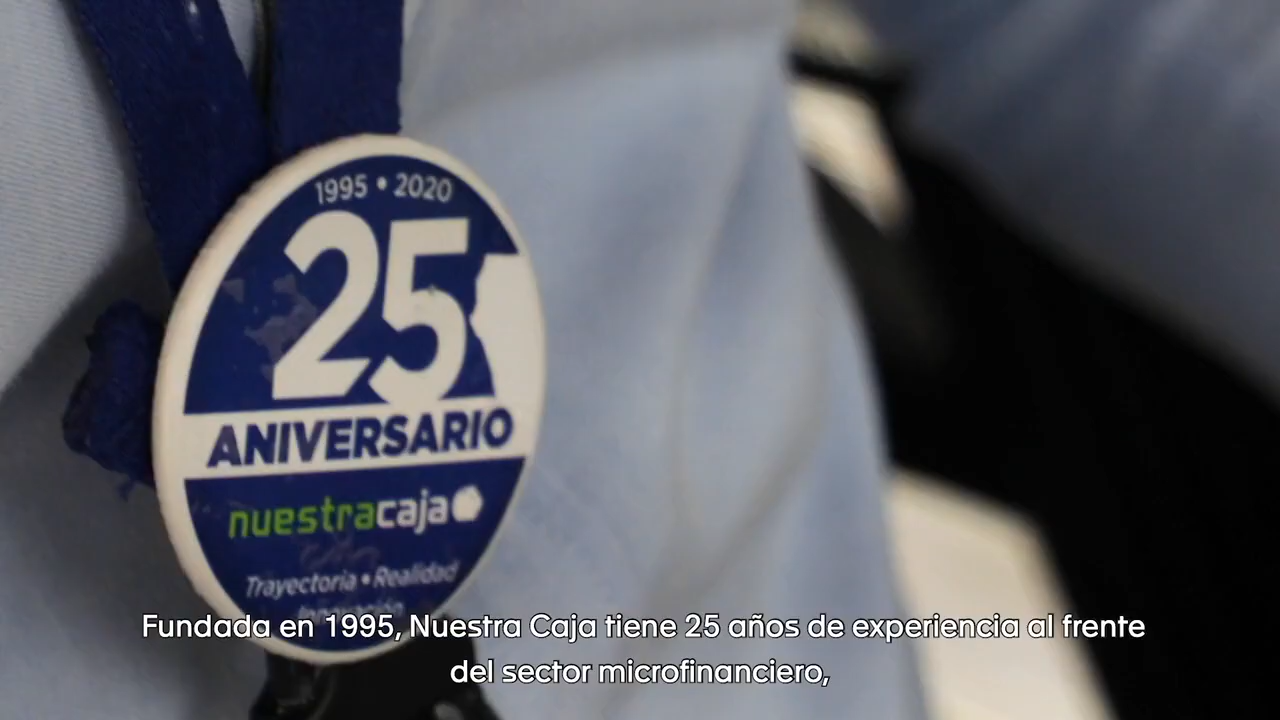 1995 • 2020
25
ANIVERSARIO
nuestracaja
Trayectoria • Realidad
Innovación
Fundada en 1995, Nuestra Caja tiene 25 años de experiencia al frente
del sector microfinanciero,